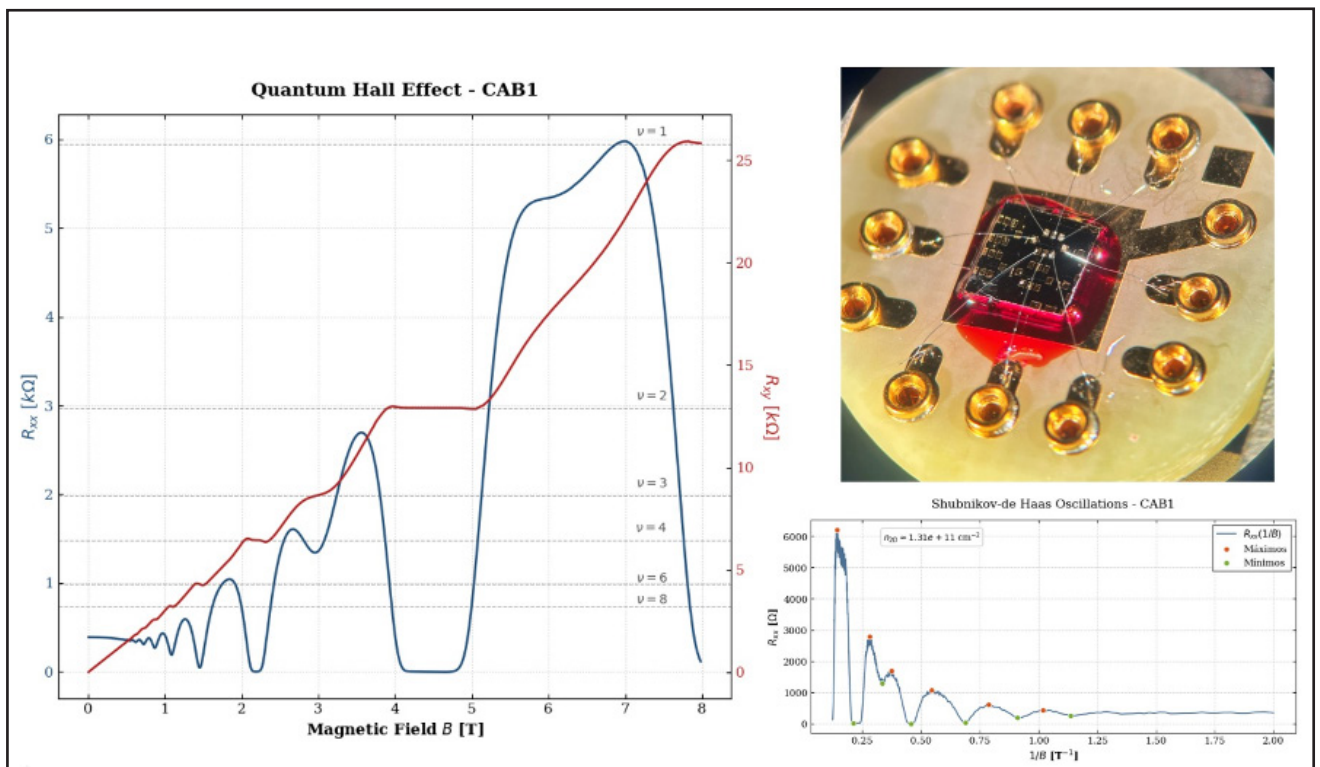 Quantum Hall Effect - CAB1
6
5
4
3
2
1
0
R_xx [kΩ]
ν = 1
ν = 2
ν = 3
ν = 4
ν = 6
ν = 8
25
20
15
10
5
0
R_xy [kΩ]
0 1 2 3 4 5 6 7 8
Magnetic Field B [T]
Shubnikov-de Haas Oscillations - CAB1
n_2D = 1.31e + 11 cm⁻²
R_xx(1/B)
Máximos
Mínimos
6000
5000
4000
3000
2000
1000
0
R_xx [Ω]
0.25 0.50 0.75 1.00 1.25 1.50 1.75 2.00
1/B [T⁻¹]